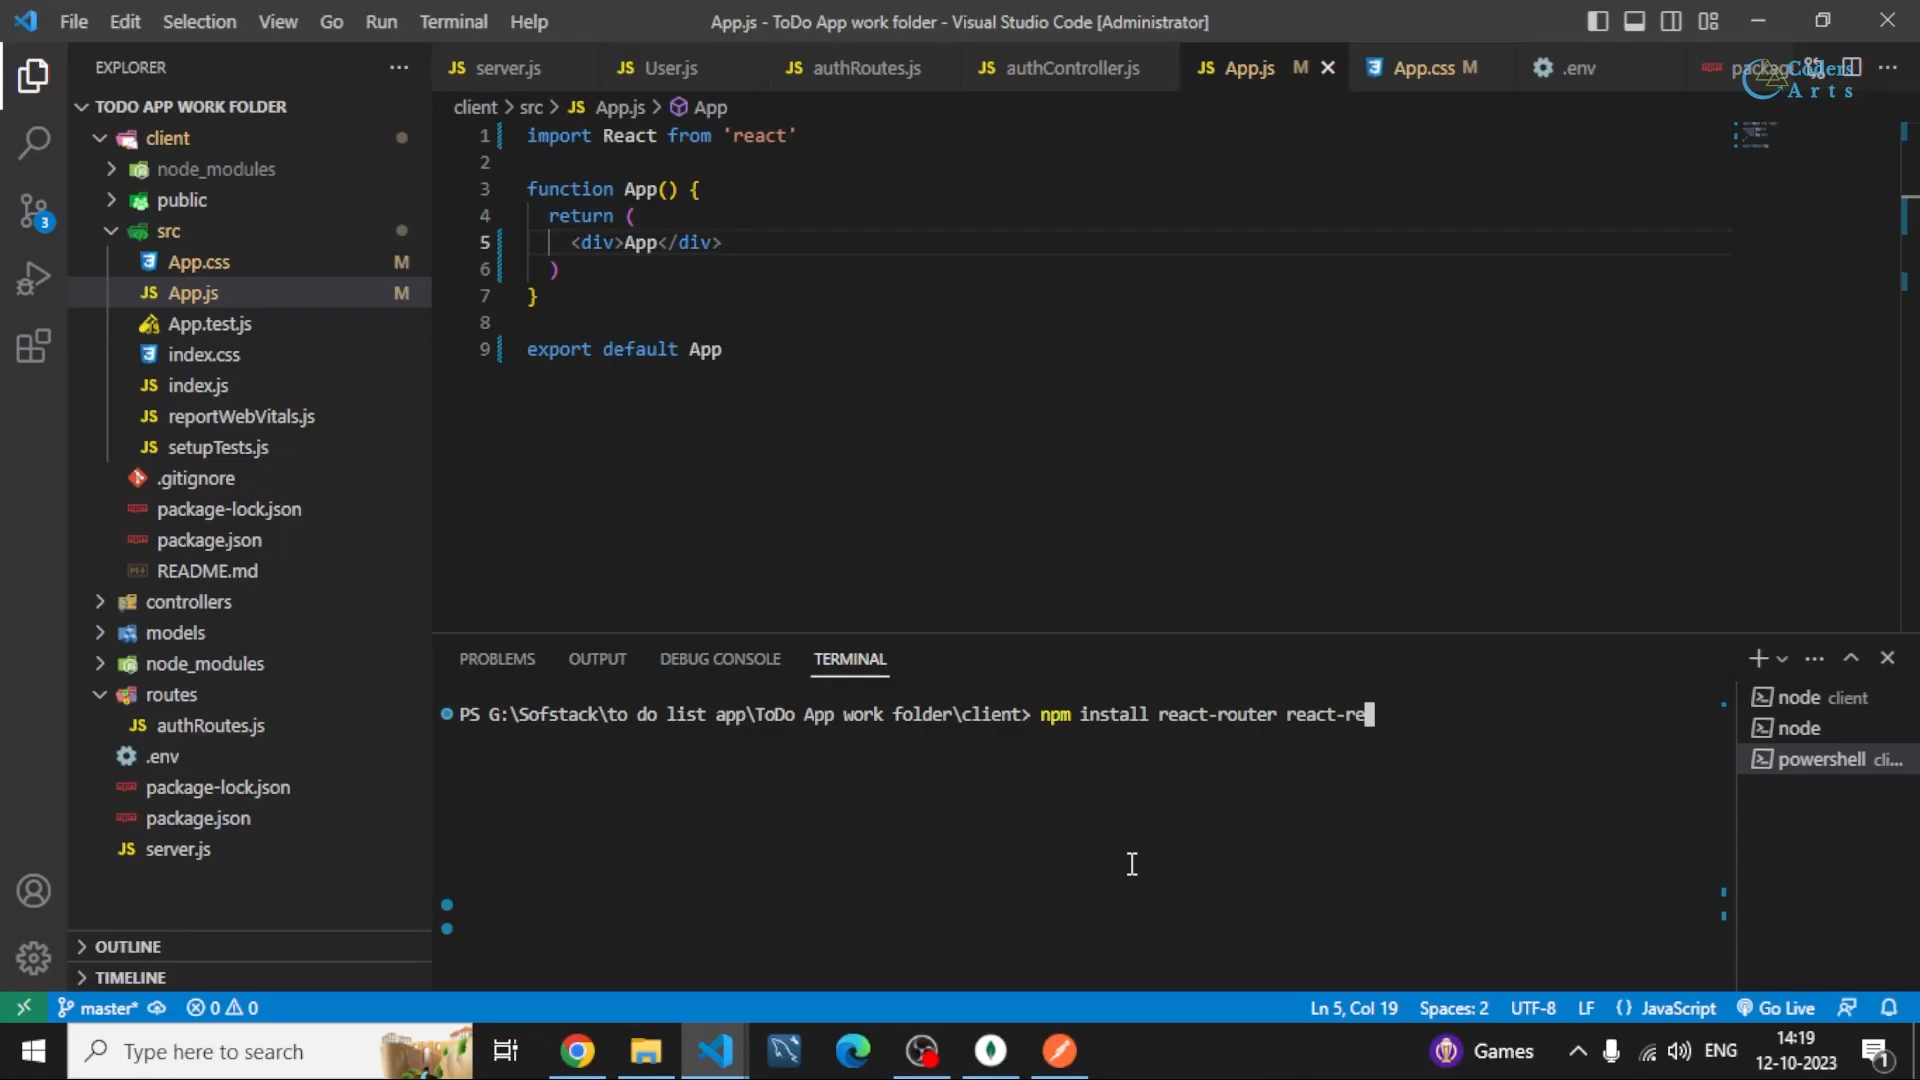 File Edit Selection View Go Run Terminal Help
App.js - ToDo App work folder - Visual Studio Code [Administrator]
EXPLORER
TODO APP WORK FOLDER
client
node_modules
public
src
App.css M
App.js M
App.test.js
index.css
index.js
reportWebVitals.js
setupTests.js
.gitignore
package-lock.json
package.json
README.md
controllers
models
node_modules
routes
authRoutes.js
.env
package-lock.json
package.json
server.js
OUTLINE
TIMELINE
3
server.js User.js authRoutes.js authController.js App.js M App.css M .env
Coders
Arts
client > src > App.js > App
1 import React from 'react'
2
3 function App() {
4 return (
5 <div>App</div>
6 )
7 }
8
9 export default App
PROBLEMS OUTPUT DEBUG CONSOLE TERMINAL
PS G:\Sofstack\to do list app\ToDo App work folder\client> npm install react-router react-re
node client
node
powershell cli...
master* 0 0
Ln 5, Col 19 Spaces: 2 UTF-8 LF {} JavaScript Go Live
Type here to search
Games
ENG
14:19
12-10-2023
1